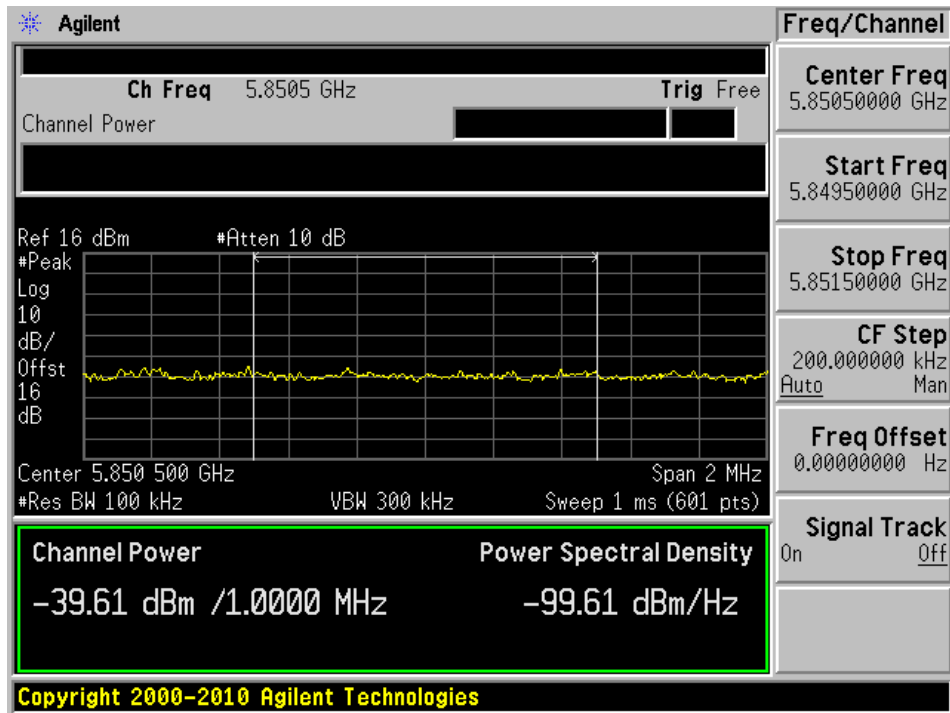 Agilent
Freq/Channel
Ch Freq 5.8505 GHz Trig Free
Channel Power
Ref 16 dBm #Atten 10 dB
#Peak
Log
10
dB/
Offst
16
dB
Center 5.850 500 GHz Span 2 MHz
#Res BW 100 kHz VBW 300 kHz Sweep 1 ms (601 pts)
Channel Power Power Spectral Density
-39.61 dBm /1.0000 MHz -99.61 dBm/Hz
Copyright 2000-2010 Agilent Technologies
Center Freq
5.85050000 GHz
Start Freq
5.84950000 GHz
Stop Freq
5.85150000 GHz
CF Step
200.000000 kHz
Auto Man
Freq Offset
0.00000000 Hz
Signal Track
On Off